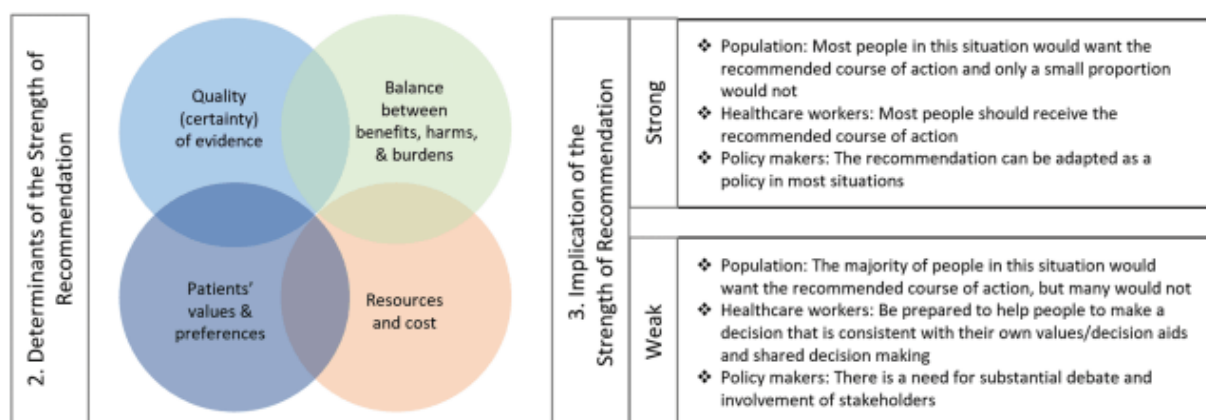 2. Determinants of the Strength of
Recommendation
Quality
(certainty)
of evidence
Balance
between
benefits, harms,
& burdens
Patients'
values &
preferences
Resources
and cost
3. Implication of the
Strength of Recommendation
Strong
❖ Population: Most people in this situation would want the
recommended course of action and only a small proportion
would not
❖ Healthcare workers: Most people should receive the
recommended course of action
❖ Policy makers: The recommendation can be adapted as a
policy in most situations
Weak
❖ Population: The majority of people in this situation would
want the recommended course of action, but many would not
❖ Healthcare workers: Be prepared to help people to make a
decision that is consistent with their own values/decision aids
and shared decision making
❖ Policy makers: There is a need for substantial debate and
involvement of stakeholders